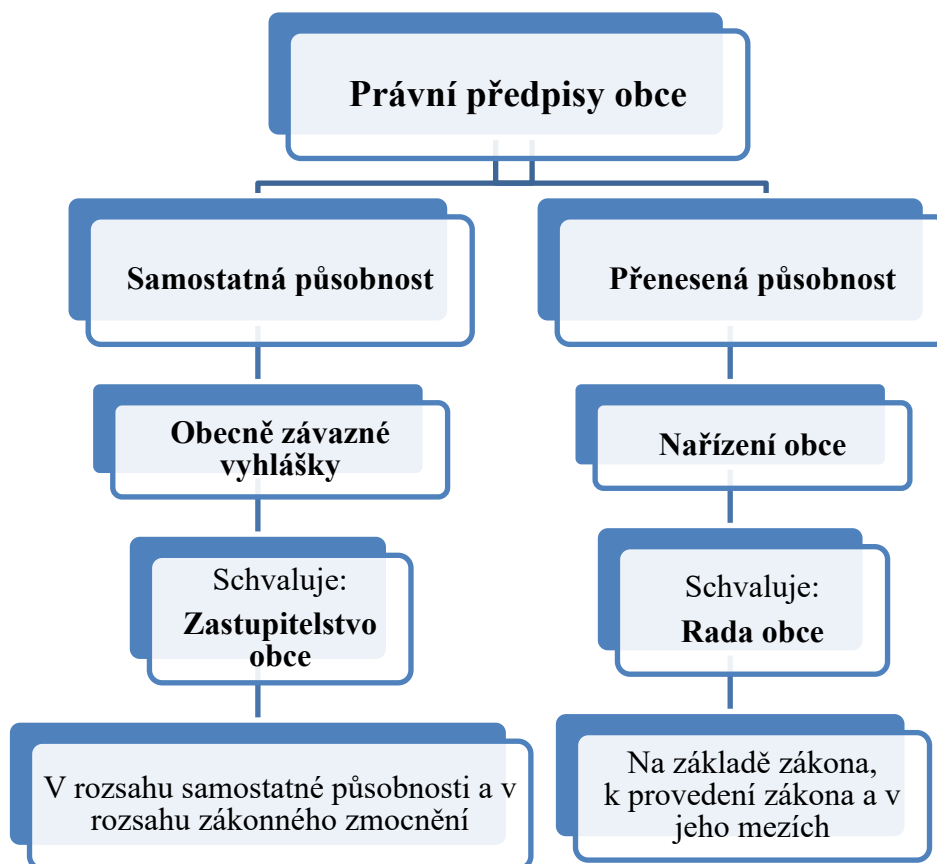 Právní předpisy obce
Samostatná působnost
Přenesená působnost
Obecně závazné
vyhlášky
Nařízení obce
Schvaluje:
Zastupitelstvo
obce
Schvaluje:
Rada obce
V rozsahu samostatné působnosti a v
rozsahu zákonného zmocnění
Na základě zákona,
k provedení zákona a v
jeho mezích